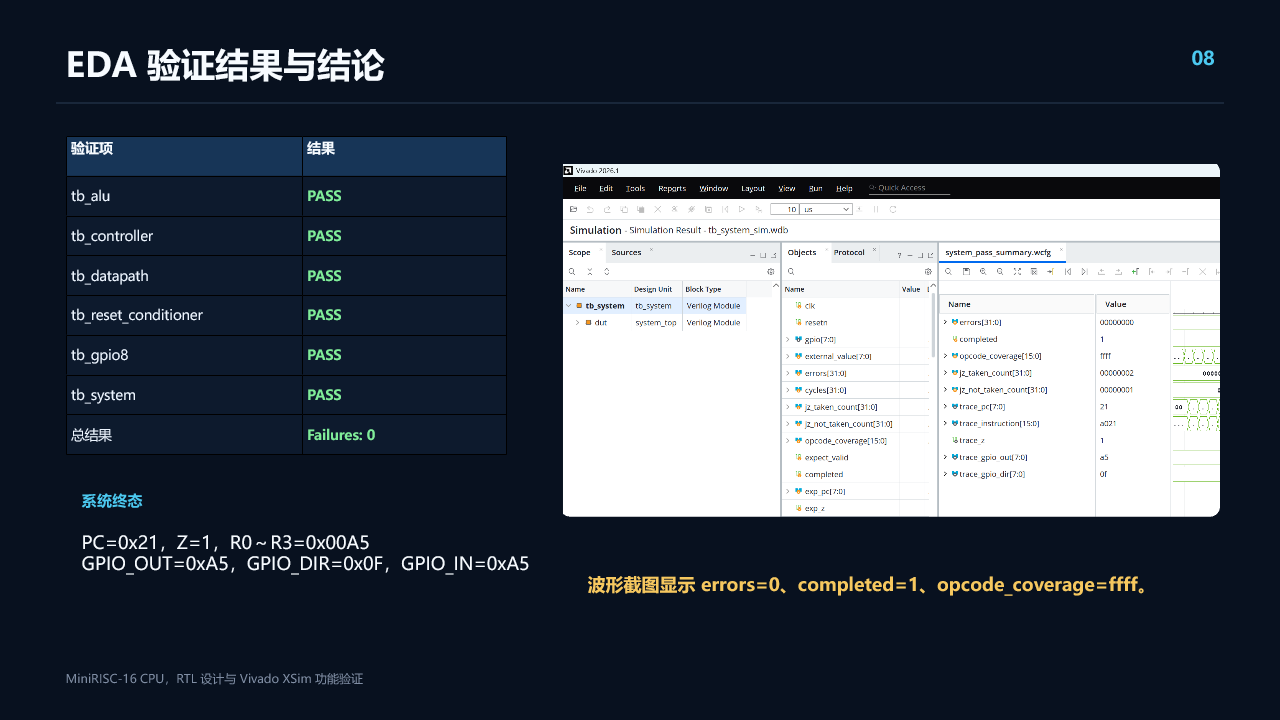 EDA 验证结果与结论
08
验证项 结果
tb_alu PASS
tb_controller PASS
tb_datapath PASS
tb_reset_conditioner PASS
tb_gpio8 PASS
tb_system PASS
总结果 Failures: 0
系统终态
PC=0x21，Z=1，R0～R3=0x00A5
GPIO_OUT=0xA5，GPIO_DIR=0x0F，GPIO_IN=0xA5
Vivado 2026.1
File Edit Tools Reports Window Layout View Run Help Quick Access
10 us
Simulation - Simulation Result - tb_system_sim.wdb
Scope Sources
Name Design Unit Block Type
tb_system tb_system Verilog Module
dut system_top Verilog Module
Objects Protocol
Name Value
clk
resetn
gpio[7:0]
external_value[7:0]
errors[31:0]
cycles[31:0]
jz_taken_count[31:0]
jz_not_taken_count[31:0]
opcode_coverage[15:0]
expect_valid
completed
exp_pc[7:0]
exp_z
system_pass_summary.wcfg
Name Value
errors[31:0] 00000000
completed 1
opcode_coverage[15:0] ffff
jz_taken_count[31:0] 00000002
jz_not_taken_count[31:0] 00000001
trace_pc[7:0] 21
trace_instruction[15:0] a021
trace_z 1
trace_gpio_out[7:0] a5
trace_gpio_dir[7:0] 0f
波形截图显示 errors=0、completed=1、opcode_coverage=ffff。
MiniRISC-16 CPU，RTL 设计与 Vivado XSim 功能验证